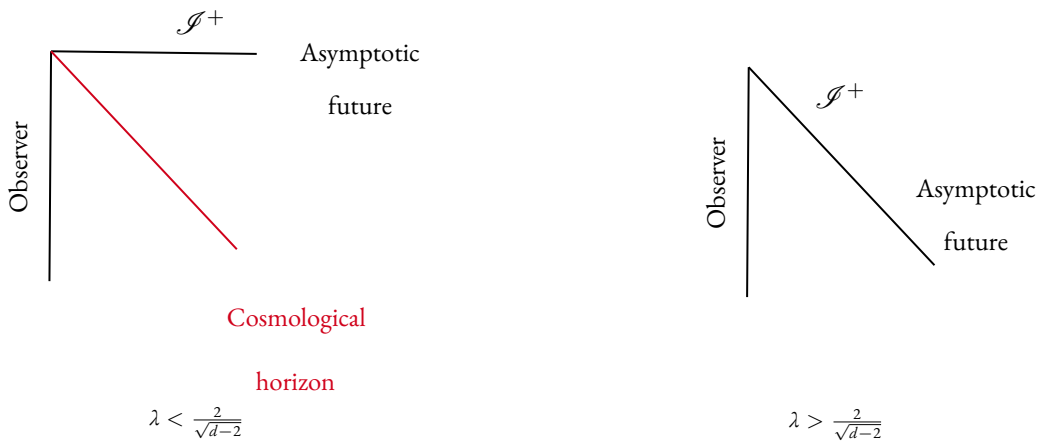 ℐ⁺
Asymptotic
future
Observer
Cosmological
horizon
λ < 2/√(d−2)
ℐ⁺
Observer
Asymptotic
future
λ > 2/√(d−2)